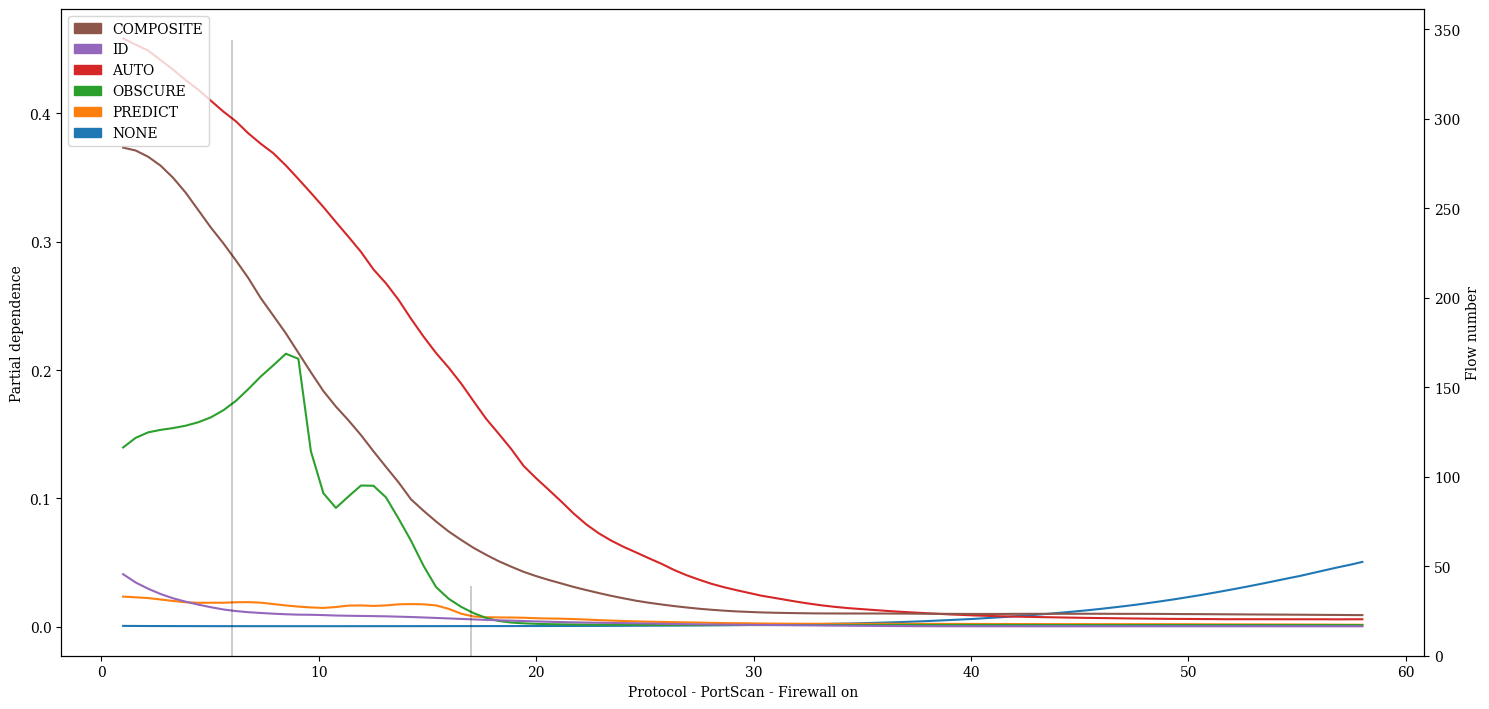 COMPOSITE
ID
AUTO
OBSCURE
PREDICT
NONE
Partial dependence
0.4
0.3
0.2
0.1
0.0
0
10
20
30
40
50
60
Protocol - PortScan - Firewall on
350
300
250
200
150
100
50
0
Flow number